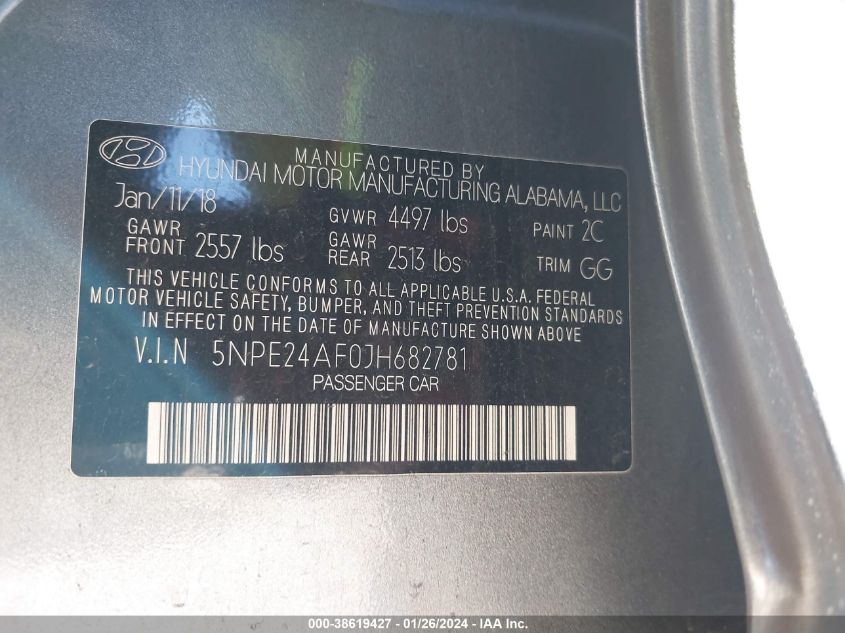 MANUFACTURED BY
HYUNDAI MOTOR MANUFACTURING ALABAMA, LLC
Jan/11/18 GVWR 4497 lbs PAINT 2C
GAWR FRONT 2557 lbs GAWR REAR 2513 lbs TRIM GG
THIS VEHICLE CONFORMS TO ALL APPLICABLE U.S.A. FEDERAL
MOTOR VEHICLE SAFETY, BUMPER, AND THEFT PREVENTION STANDARDS
IN EFFECT ON THE DATE OF MANUFACTURE SHOWN ABOVE
V.I.N 5NPE24AF0JH682781
PASSENGER CAR
000-38619427 - 01/26/2024 - IAA Inc.